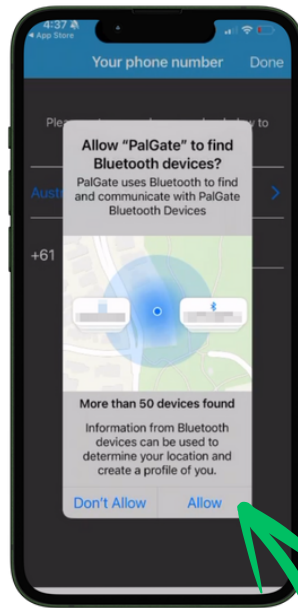 4:37
App Store
Your phone number Done
Allow "PalGate" to find
Bluetooth devices?
PalGate uses Bluetooth to find
and communicate with PalGate
Bluetooth Devices
+61
More than 50 devices found
Information from Bluetooth
devices can be used to
determine your location and
create a profile of you.
Don't Allow Allow